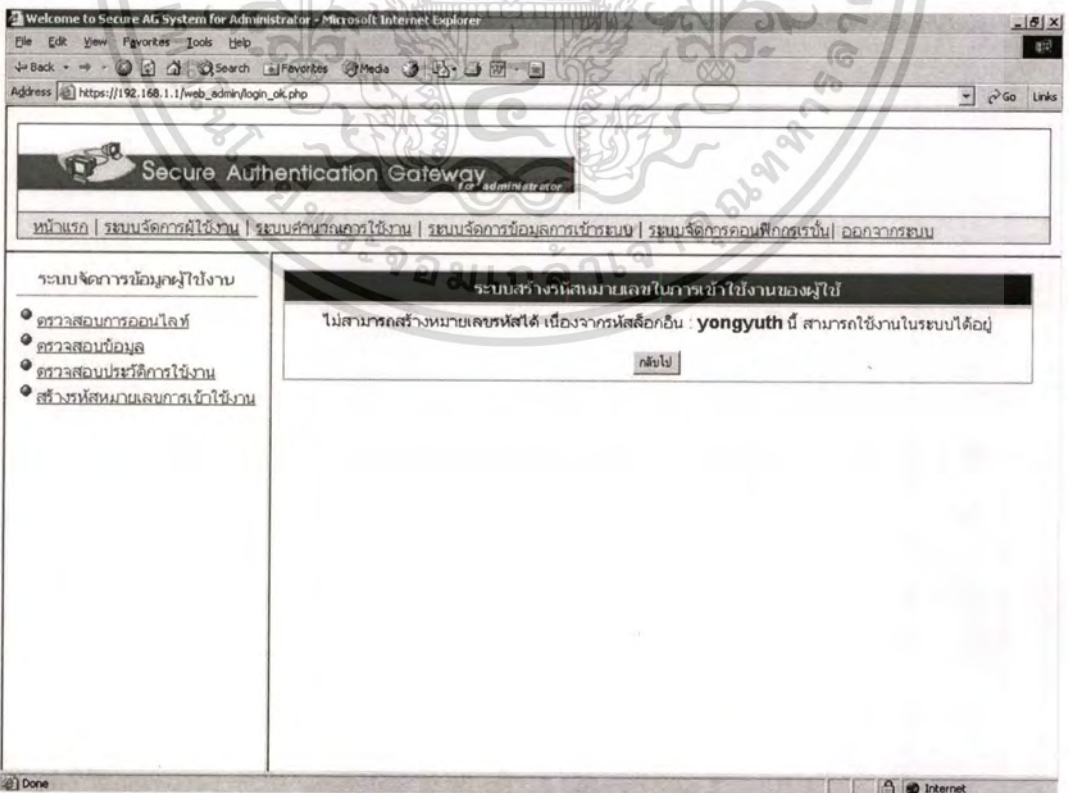 Welcome to Secure AG System for Administrator - Microsoft Internet Explorer
File Edit View Favorites Tools Help
Back Search Favorites Media
Address https://192.168.1.1/web_admin/login_ok.php Go Links
Secure Authentication Gateway
for administrator
หน้าแรก | ระบบจัดการผู้ใช้งาน | ระบบคำนวณการใช้งาน | ระบบจัดการข้อมูลการเข้าระบบ | ระบบจัดการคอนฟิกกูเรชั่น | ออกจากระบบ
ระบบจัดการข้อมูลผู้ใช้งาน
ตรวจสอบการออนไลท์
ตรวจสอบข้อมูล
ตรวจสอบประวัติการใช้งาน
สร้างรหัสหมายเลขการเข้าใช้งาน
ระบบสร้างรหัสหมายเลขในการเข้าใช้งานของผู้ใช้
ไม่สามารถสร้างหมายเลขรหัสได้ เนื่องจากรหัสล็อกอิน : yongyuth นี้ สามารถใช้งานในระบบได้อยู่
กลับไป
Done Internet